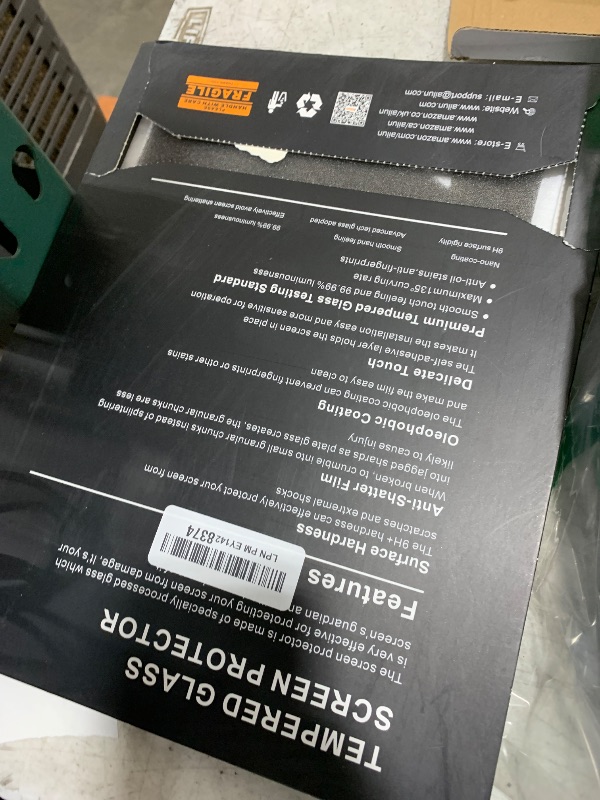 TEMPERED GLASS
SCREEN PROTECTOR
The screen protector is made of specially processed glass which
is very effective for protecting your screen from damage, it's your
screen's guardian
Features
LPN PM EY1428374
Surface Hardness
The 9H+ hardness can effectively protect your screen from
scratches and extremal shocks
Anti-Shatter Film
When broken, to crumble into small granular chunks instead of splintering
into jagged shards as plate glass creates, the granular chunks are less
likely to cause injury
Oleophobic Coating
The oleophobic coating can prevent fingerprints or other stains
and make the film easy to clean
Delicate Touch
The self-adhesive layer holds the screen in place
It makes the installation easy and more sensitive for operation
Premium Tempered Glass Testing Standard
• Smooth touch feeling and 99.99% luminousness
• Maximum135° curving rate
• Anti-oil stains,anti-fingerprints
Nano-coating Smooth hand feeling 99.99% luminousness
9H surface rigidity Advanced tech glass adopted Effectively avoid screen shattering
E-store: www.amazon.com/ailun
www.amazon.ca/ailun
www.amazon.co.uk/ailun
Website: www.ailun.com
E-mail: support@ailun.com
PLEASE
HANDLE WITH CARE
FRAGILE